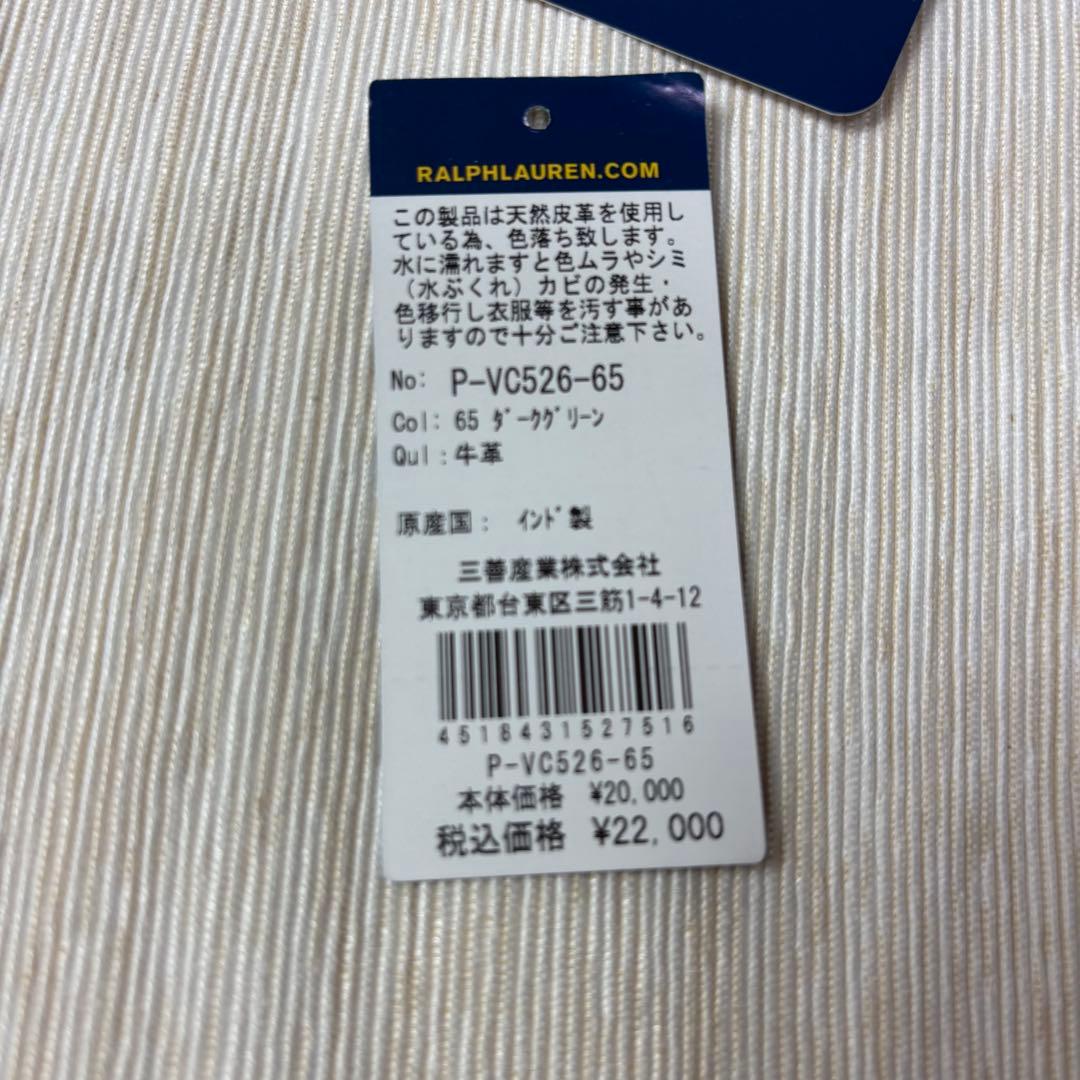 RALPHLAUREN.COM
この製品は天然皮革を使用し
ている為、色落ち致します。
水に濡れますと色ムラやシミ
（水ぶくれ）カビの発生・
色移行し衣服等を汚す事があ
りますので十分ご注意下さい。
No: P-VC526-65
Col: 65 ﾀﾞｰｸｸﾞﾘｰﾝ
Qul：牛革
原産国： ｲﾝﾄﾞ製
三善産業株式会社
東京都台東区三筋1-4-12
4518431527516
P-VC526-65
本体価格 ¥20,000
税込価格 ¥22,000